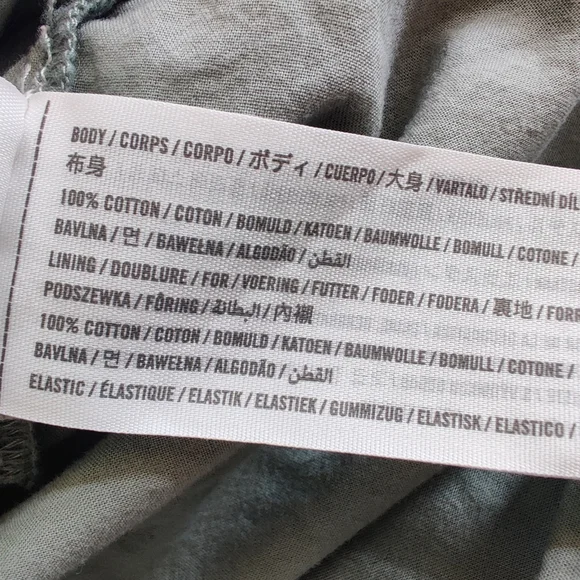 BODY / CORPS / CORPO / ボディ / CUERPO / 大身 / VARTALO / STŘEDNÍ DÍL
布身
100% COTTON / COTON / BOMULD / KATOEN / BAUMWOLLE / BOMULL / COTONE /
BAVLNA / 면 / BAWEŁNA / ALGODÃO / القطن
LINING / DOUBLURE / FOR / VOERING / FUTTER / FODER / FODERA / 裏地 / FORR
PODSZEWKA / FÔRING / البطانة / 內襯
100% COTTON / COTON / BOMULD / KATOEN / BAUMWOLLE / BOMULL / COTONE /
BAVLNA / 면 / BAWEŁNA / ALGODÃO / القطن
ELASTIC / ÉLASTIQUE / ELASTIK / ELASTIEK / GUMMIZUG / ELASTISK / ELASTICO /